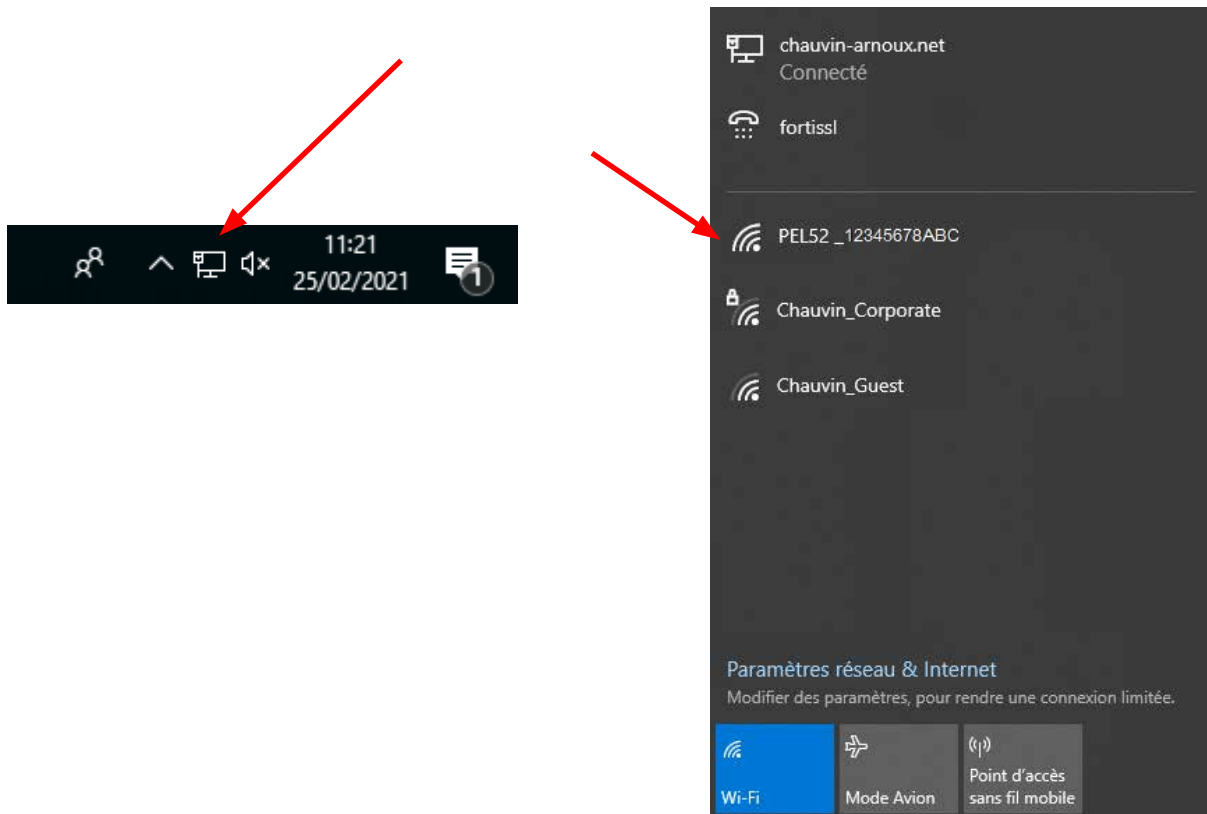 11:21
25/02/2021
1
chauvin-arnoux.net
Connecté
fortissl
PEL52 _12345678ABC
Chauvin_Corporate
Chauvin_Guest
Paramètres réseau & Internet
Modifier des paramètres, pour rendre une connexion limitée.
Wi-Fi
Mode Avion
Point d'accès
sans fil mobile